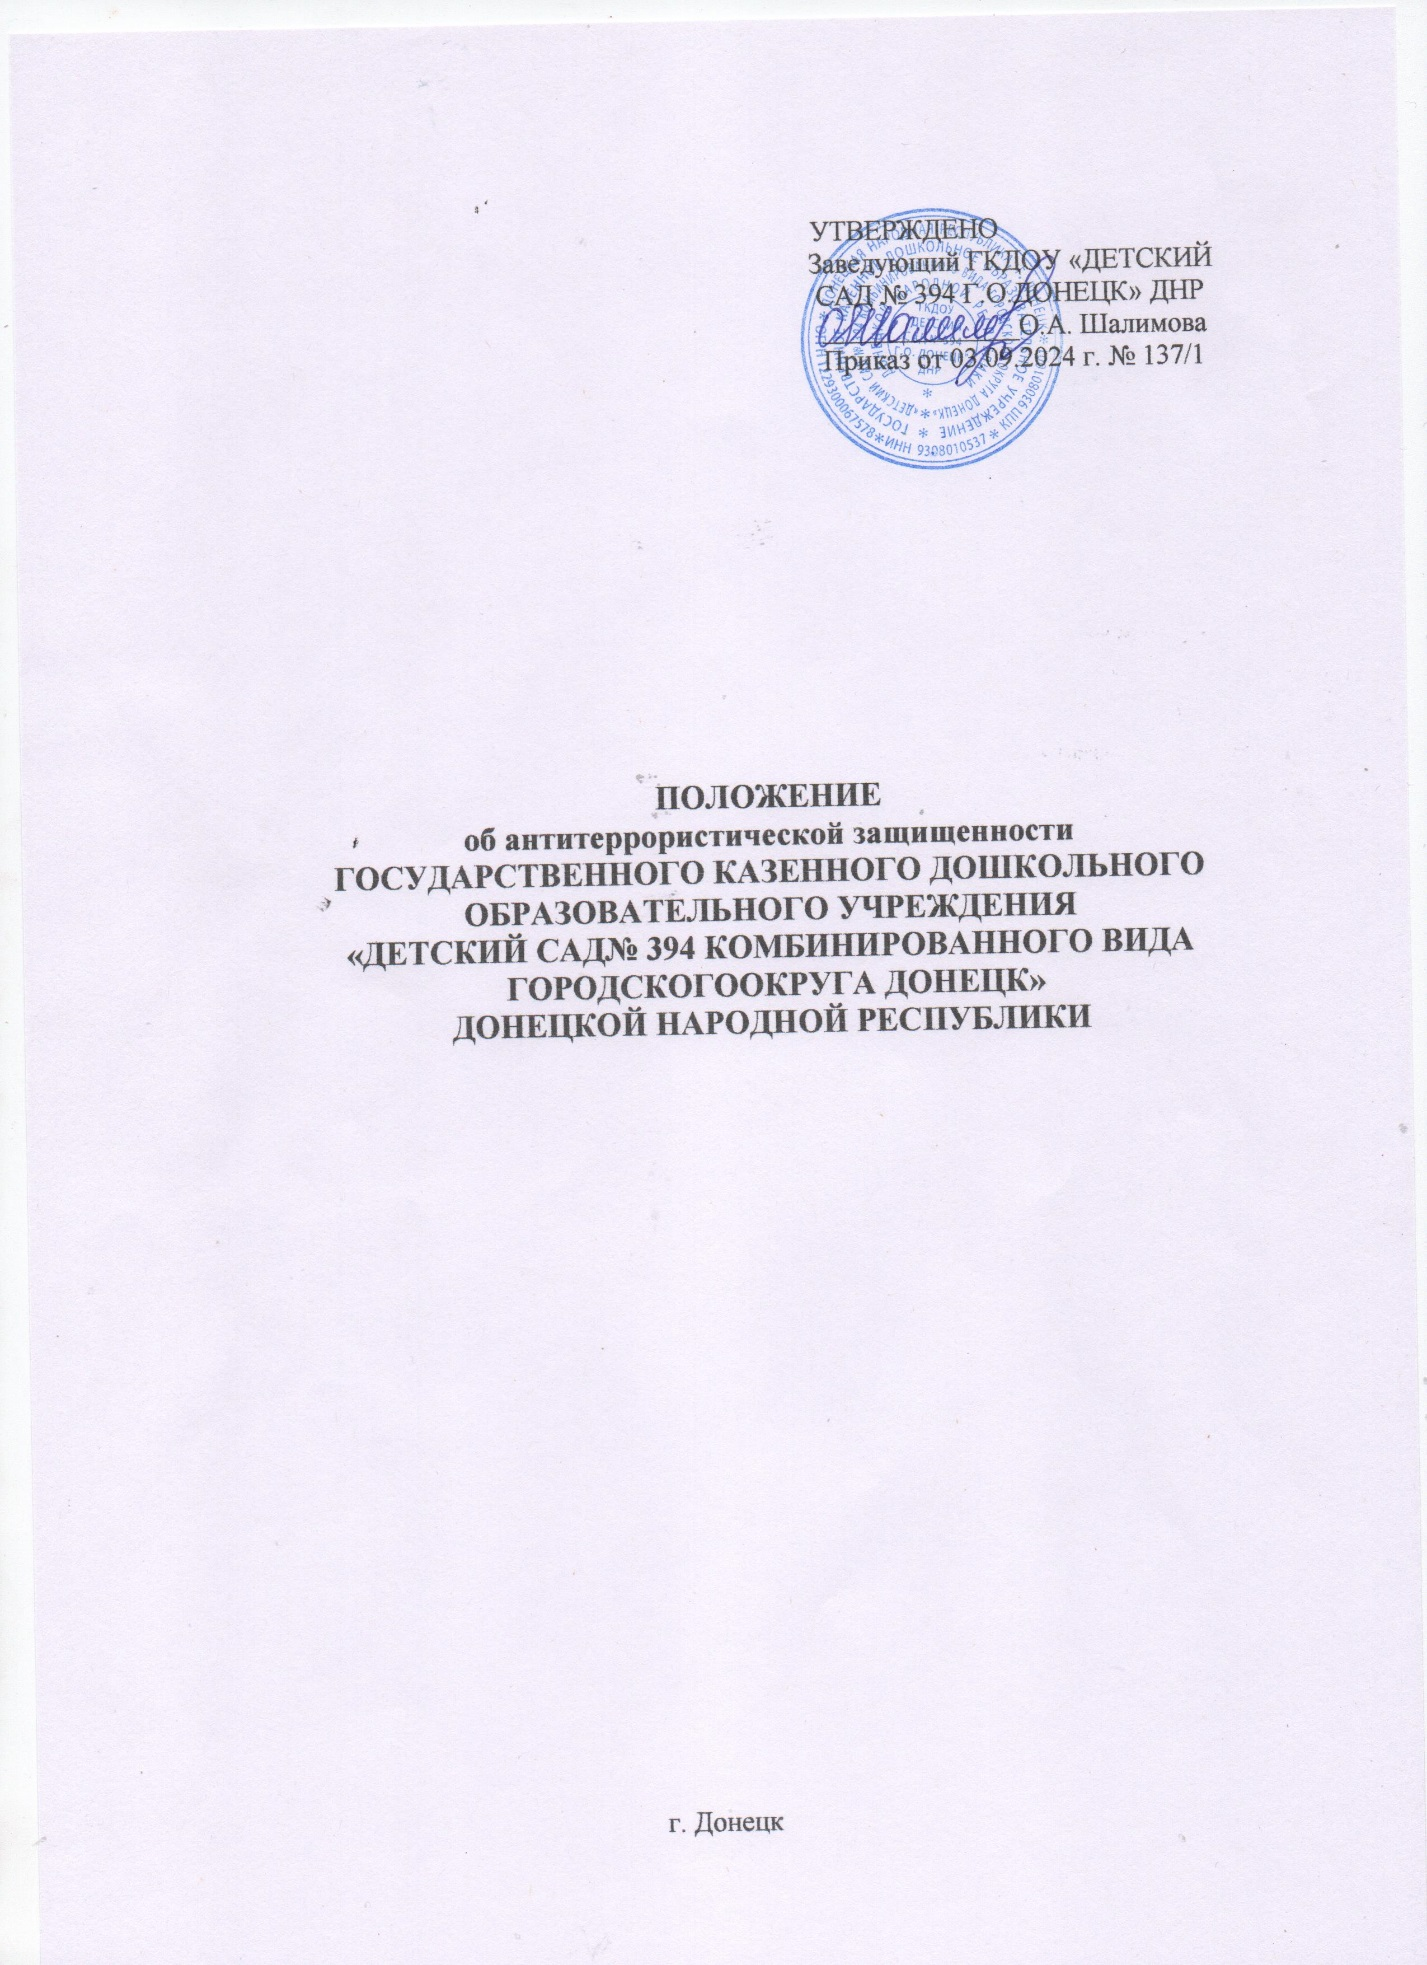 УТВЕРЖДЕНО
Заведующий ГКДОУ «ДЕТСКИЙ
САД № 394 Г.О.ДОНЕЦК» ДНР
О.А. Шалимова
Приказ от 03.09.2024 г. № 137/1
ИНН 9308010537
ПОЛОЖЕНИЕ
об антитеррористической защищенности
ГОСУДАРСТВЕННОГО КАЗЕННОГО ДОШКОЛЬНОГО
ОБРАЗОВАТЕЛЬНОГО УЧРЕЖДЕНИЯ
«ДЕТСКИЙ САД№ 394 КОМБИНИРОВАННОГО ВИДА
ГОРОДСКОГООКРУГА ДОНЕЦК»
ДОНЕЦКОЙ НАРОДНОЙ РЕСПУБЛИКИ
г. Донецк